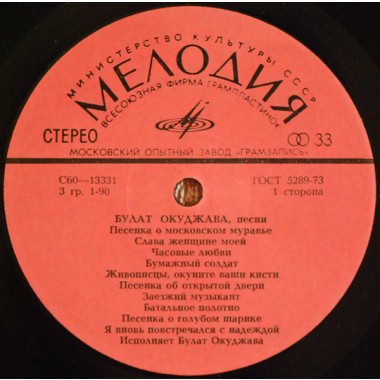 МИНИСТЕРСТВО КУЛЬТУРЫ СССР
МЕЛОДИЯ
ВСЕСОЮЗНАЯ ФИРМА ГРАМПЛАСТИНОК
СТЕРЕО
33
МОСКОВСКИЙ ОПЫТНЫЙ ЗАВОД «ГРАМЗАПИСЬ»
С60—13331
ГОСТ 5289-73
3 гр. 1-90
1 сторона
БУЛАТ ОКУДЖАВА, песни
Песенка о московском муравье
Слава женщине моей
Часовые любви
Бумажный солдат
Живописцы, окуните ваши кисти
Песенка об открытой двери
Заезжий музыкант
Батальное полотно
Песенка о голубом шарике
Я вновь повстречался с надеждой
Исполняет Булат Окуджава